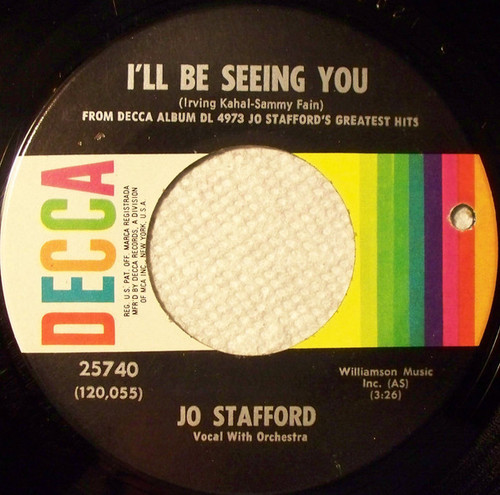 I'LL BE SEEING YOU
(Irving Kahal-Sammy Fain)
FROM DECCA ALBUM DL 4973 JO STAFFORD'S GREATEST HITS
DECCA
REG. U.S. PAT. OFF. MARCA REGISTRADA
MFR'D BY DECCA RECORDS, A DIVISION
OF MCA INC., NEW YORK, U.S.A.
25740
(120,055)
Williamson Music
Inc. (AS)
(3:26)
JO STAFFORD
Vocal With Orchestra